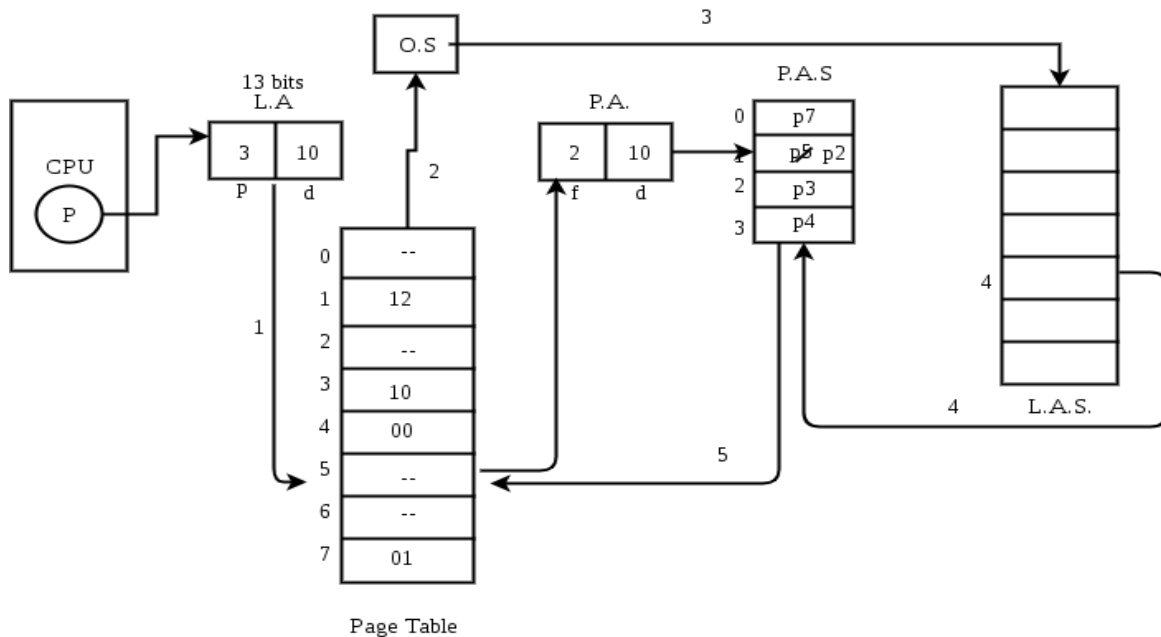 3
O.S
13 bits
L.A
P.A.
P.A.S
CPU
P
3 10
p d
2 10
f d
0 p7
1 p5 p2
2 p3
3 p4
2
1
0 --
1 12
2 --
3 10
4 00
5 --
6 --
7 01
4
4
L.A.S.
5
Page Table